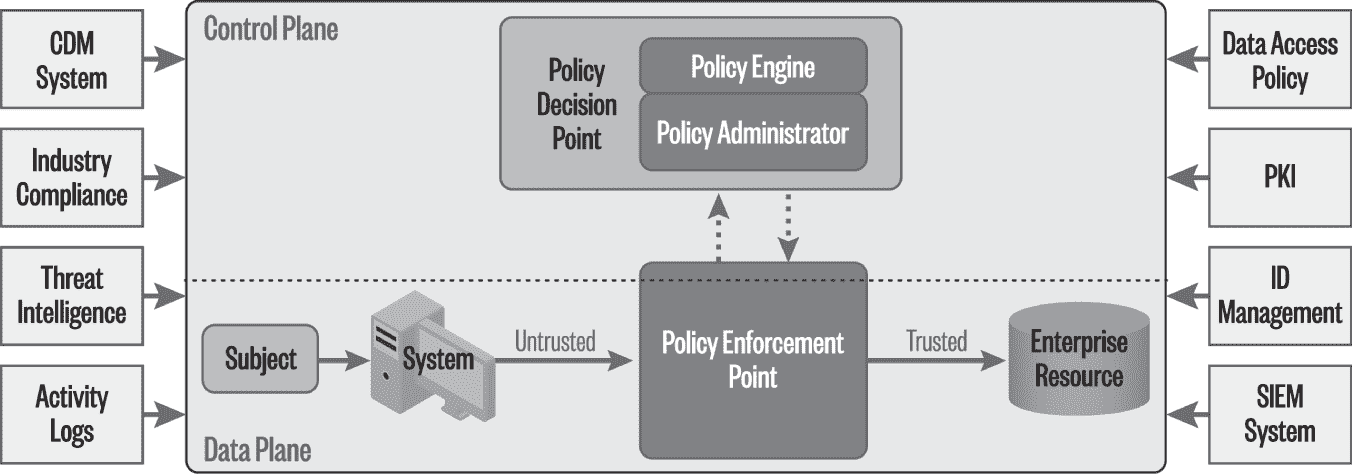 CDM
System
Industry
Compliance
Threat
Intelligence
Activity
Logs
Control Plane
Policy
Decision
Point
Policy Engine
Policy Administrator
Subject
System
Untrusted
Policy Enforcement
Point
Trusted
Enterprise
Resource
Data Plane
Data Access
Policy
PKI
ID
Management
SIEM
System